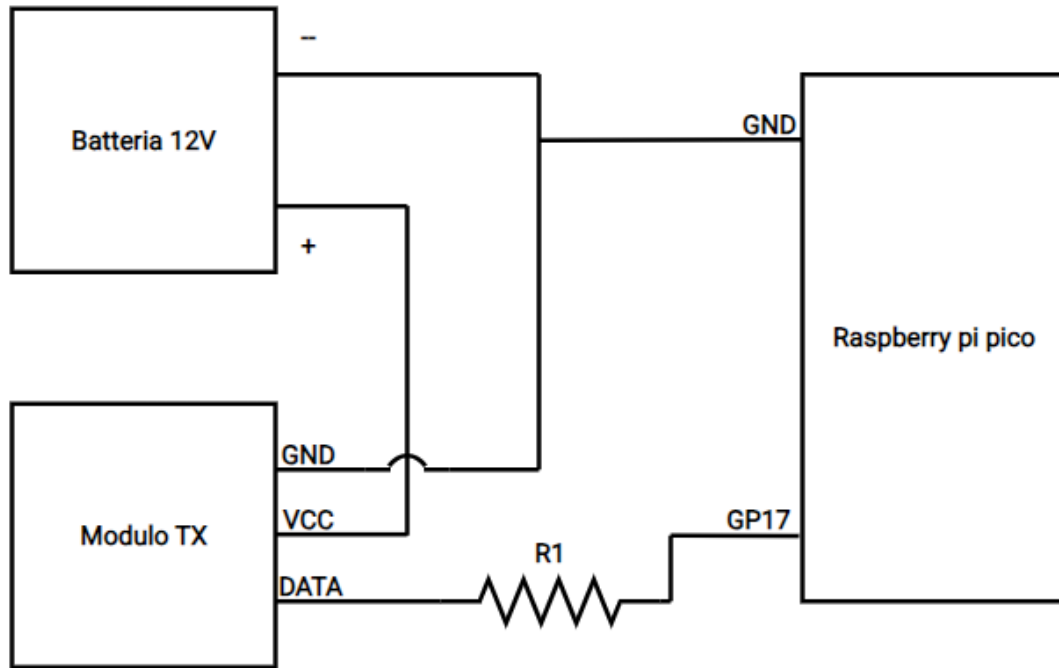 --
Batteria 12V
+
GND
Raspberry pi pico
GND
VCC
GP17
Modulo TX
R1
DATA